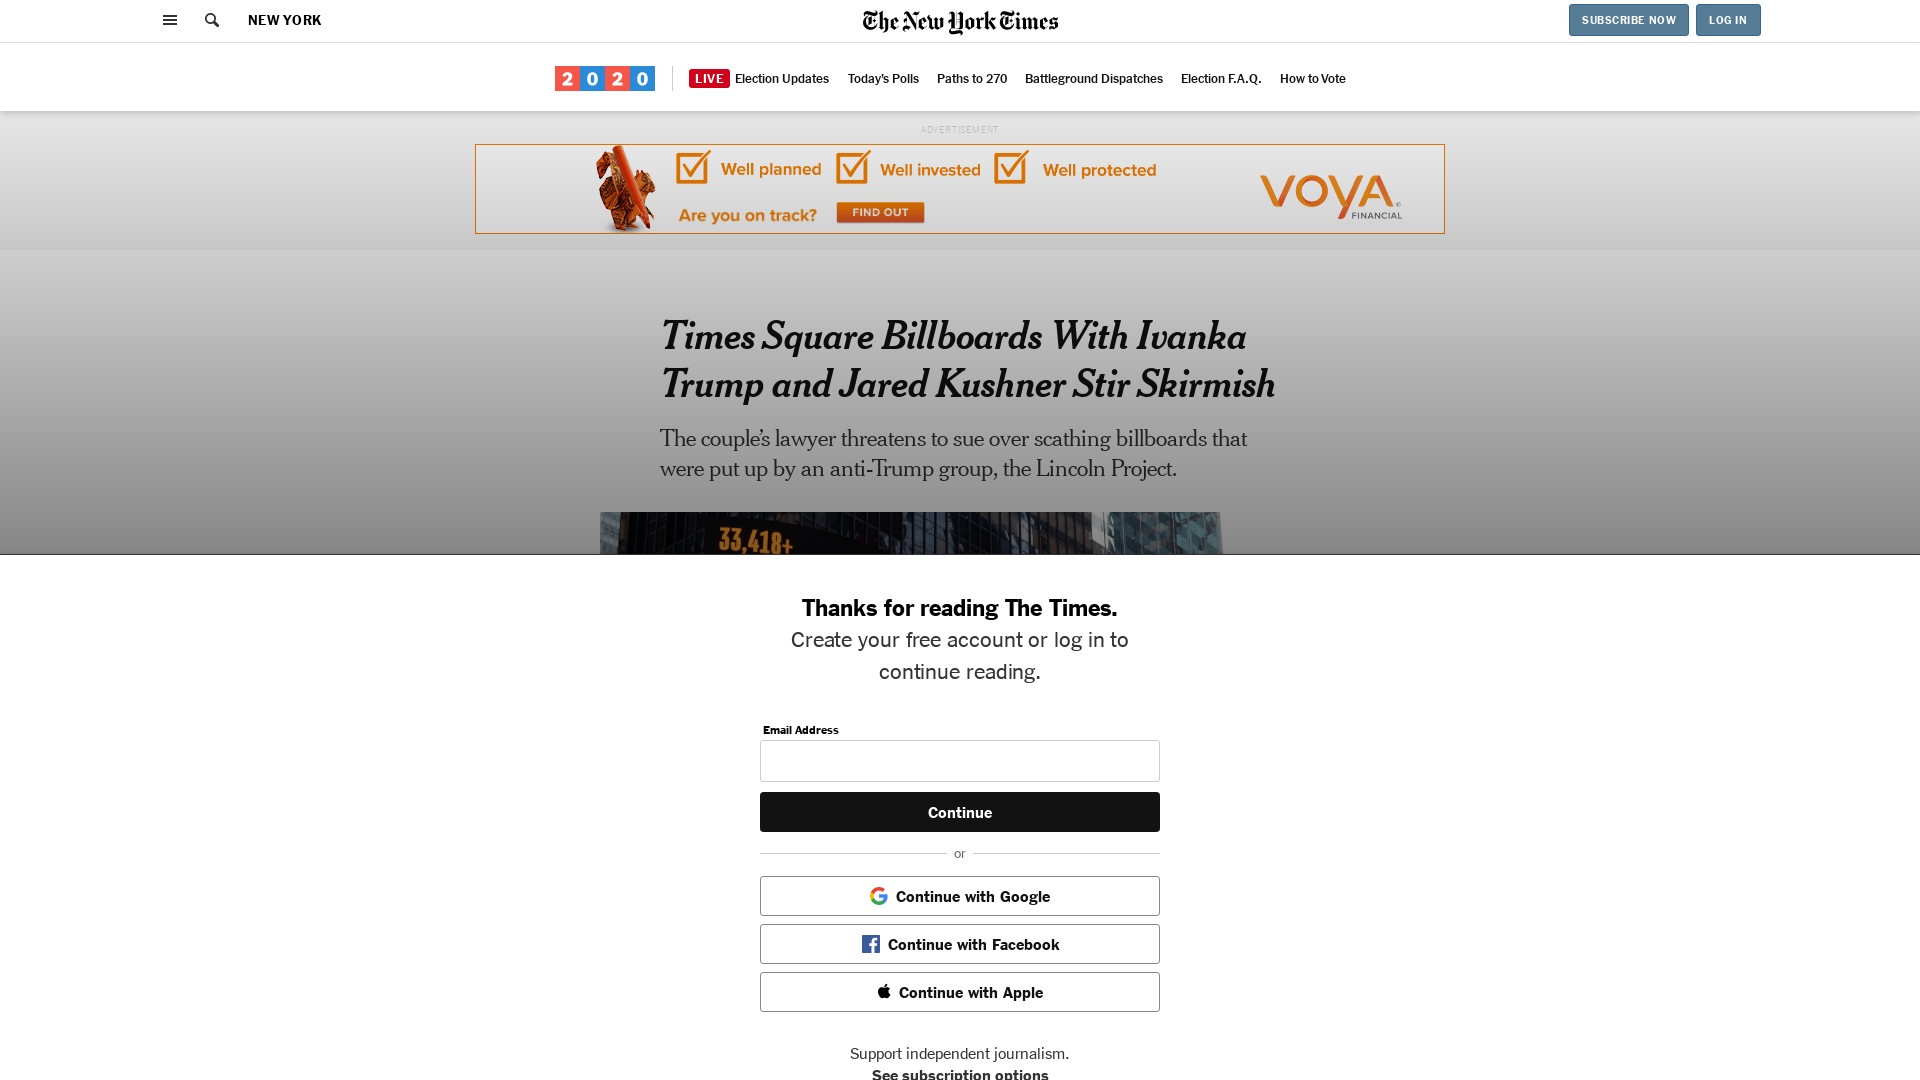 NEW YORK
The New York Times
SUBSCRIBE NOW
LOG IN
2020
LIVE Election Updates
Today's Polls
Paths to 270
Battleground Dispatches
Election F.A.Q.
How to Vote
ADVERTISEMENT
Well planned
Well invested
Well protected
Are you on track?
FIND OUT
VOYA®
FINANCIAL
Times Square Billboards With Ivanka
Trump and Jared Kushner Stir Skirmish
The couple's lawyer threatens to sue over scathing billboards that
were put up by an anti-Trump group, the Lincoln Project.
33,418+
Thanks for reading The Times.
Create your free account or log in to
continue reading.
Email Address
Continue
or
Continue with Google
Continue with Facebook
Continue with Apple
Support independent journalism.
See subscription options